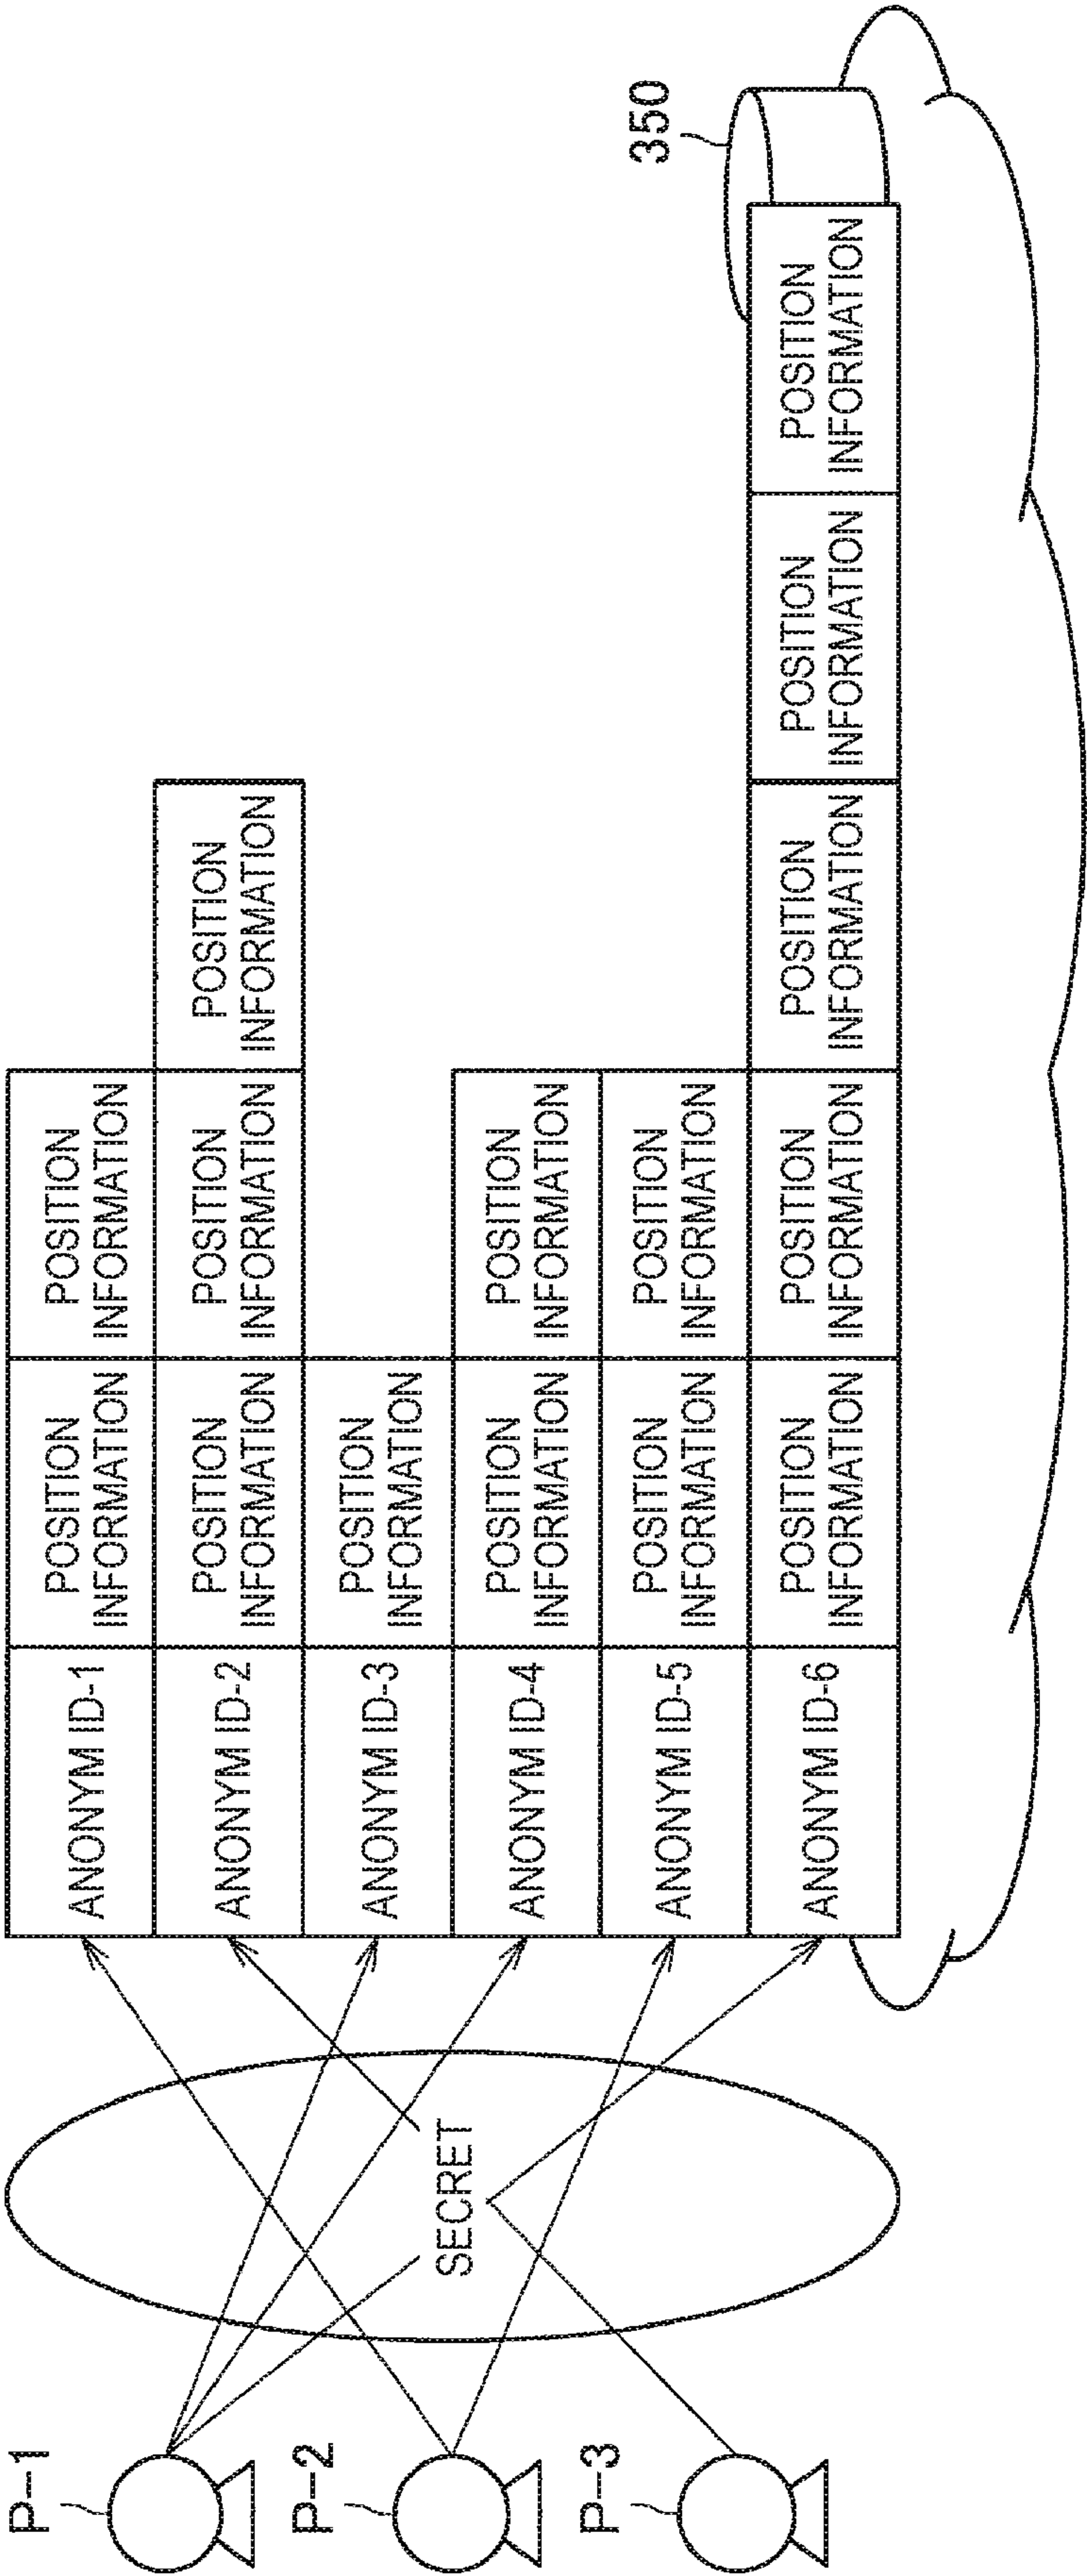 P-1
P-2
P-3
SECRET
ANONYM ID-1
POSITION
INFORMATION
POSITION
INFORMATION
ANONYM ID-2
POSITION
INFORMATION
POSITION
INFORMATION
POSITION
INFORMATION
ANONYM ID-3
POSITION
INFORMATION
ANONYM ID-4
POSITION
INFORMATION
POSITION
INFORMATION
ANONYM ID-5
POSITION
INFORMATION
POSITION
INFORMATION
ANONYM ID-6
POSITION
INFORMATION
POSITION
INFORMATION
POSITION
INFORMATION
POSITION
INFORMATION
POSITION
INFORMATION
350